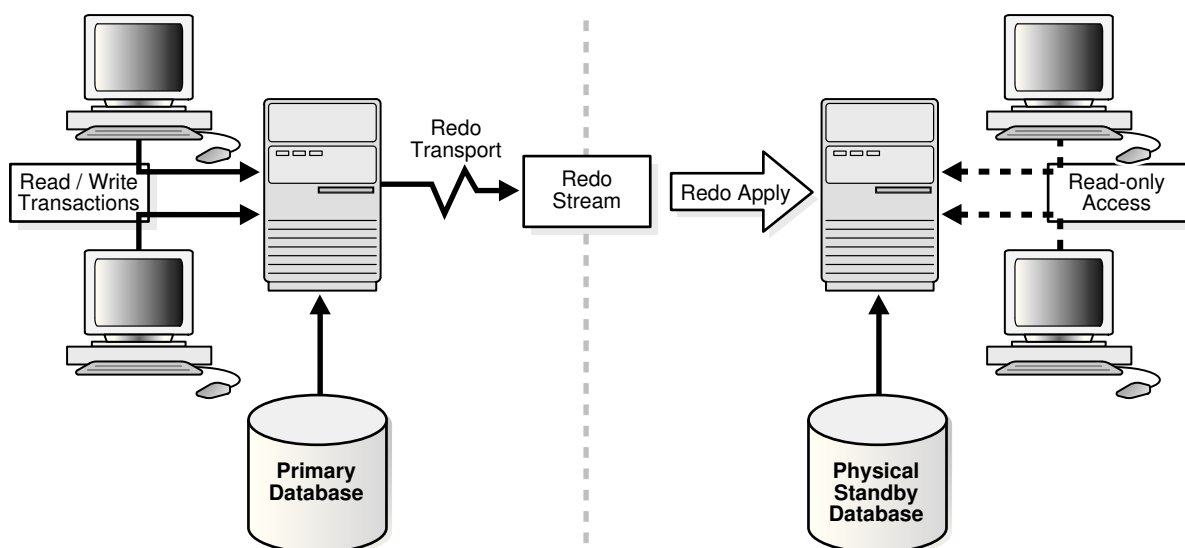 Redo
Transport
Read / Write
Transactions
Redo
Stream
Redo Apply
Read-only
Access
Primary
Database
Physical
Standby
Database